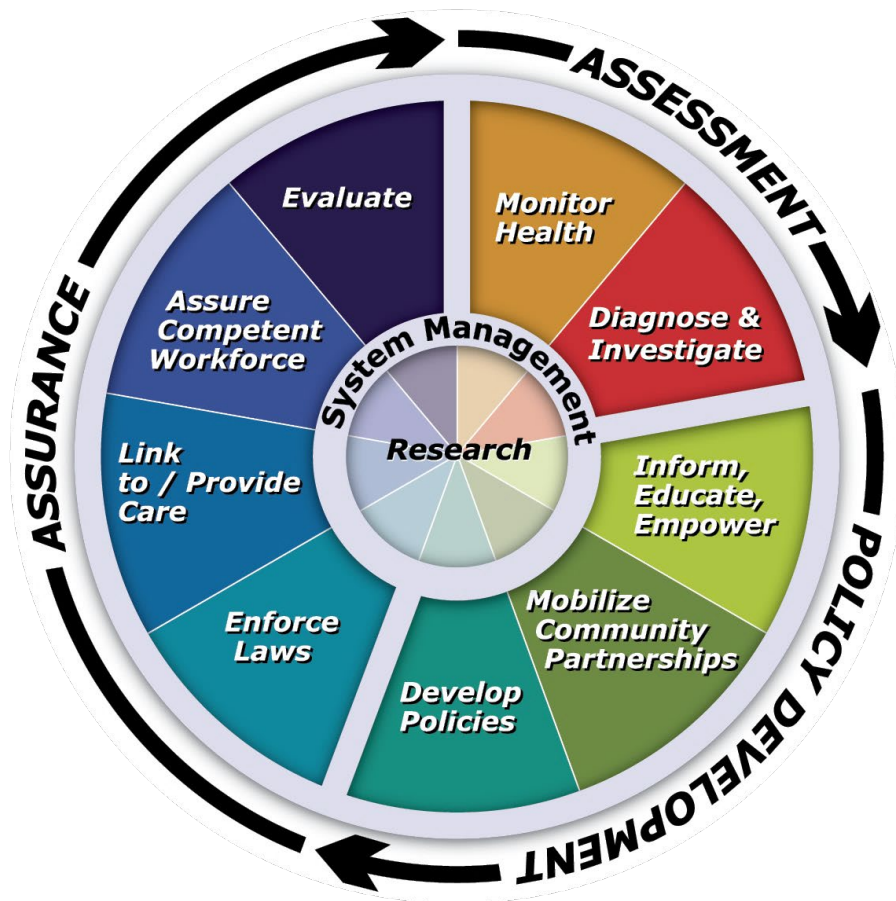 ASSESSMENT
Monitor
Health
Diagnose &
Investigate
POLICY DEVELOPMENT
Inform,
Educate,
Empower
Mobilize
Community
Partnerships
Develop
Policies
ASSURANCE
Enforce
Laws
Link
to / Provide
Care
Assure
Competent
Workforce
Evaluate
System Management
Research